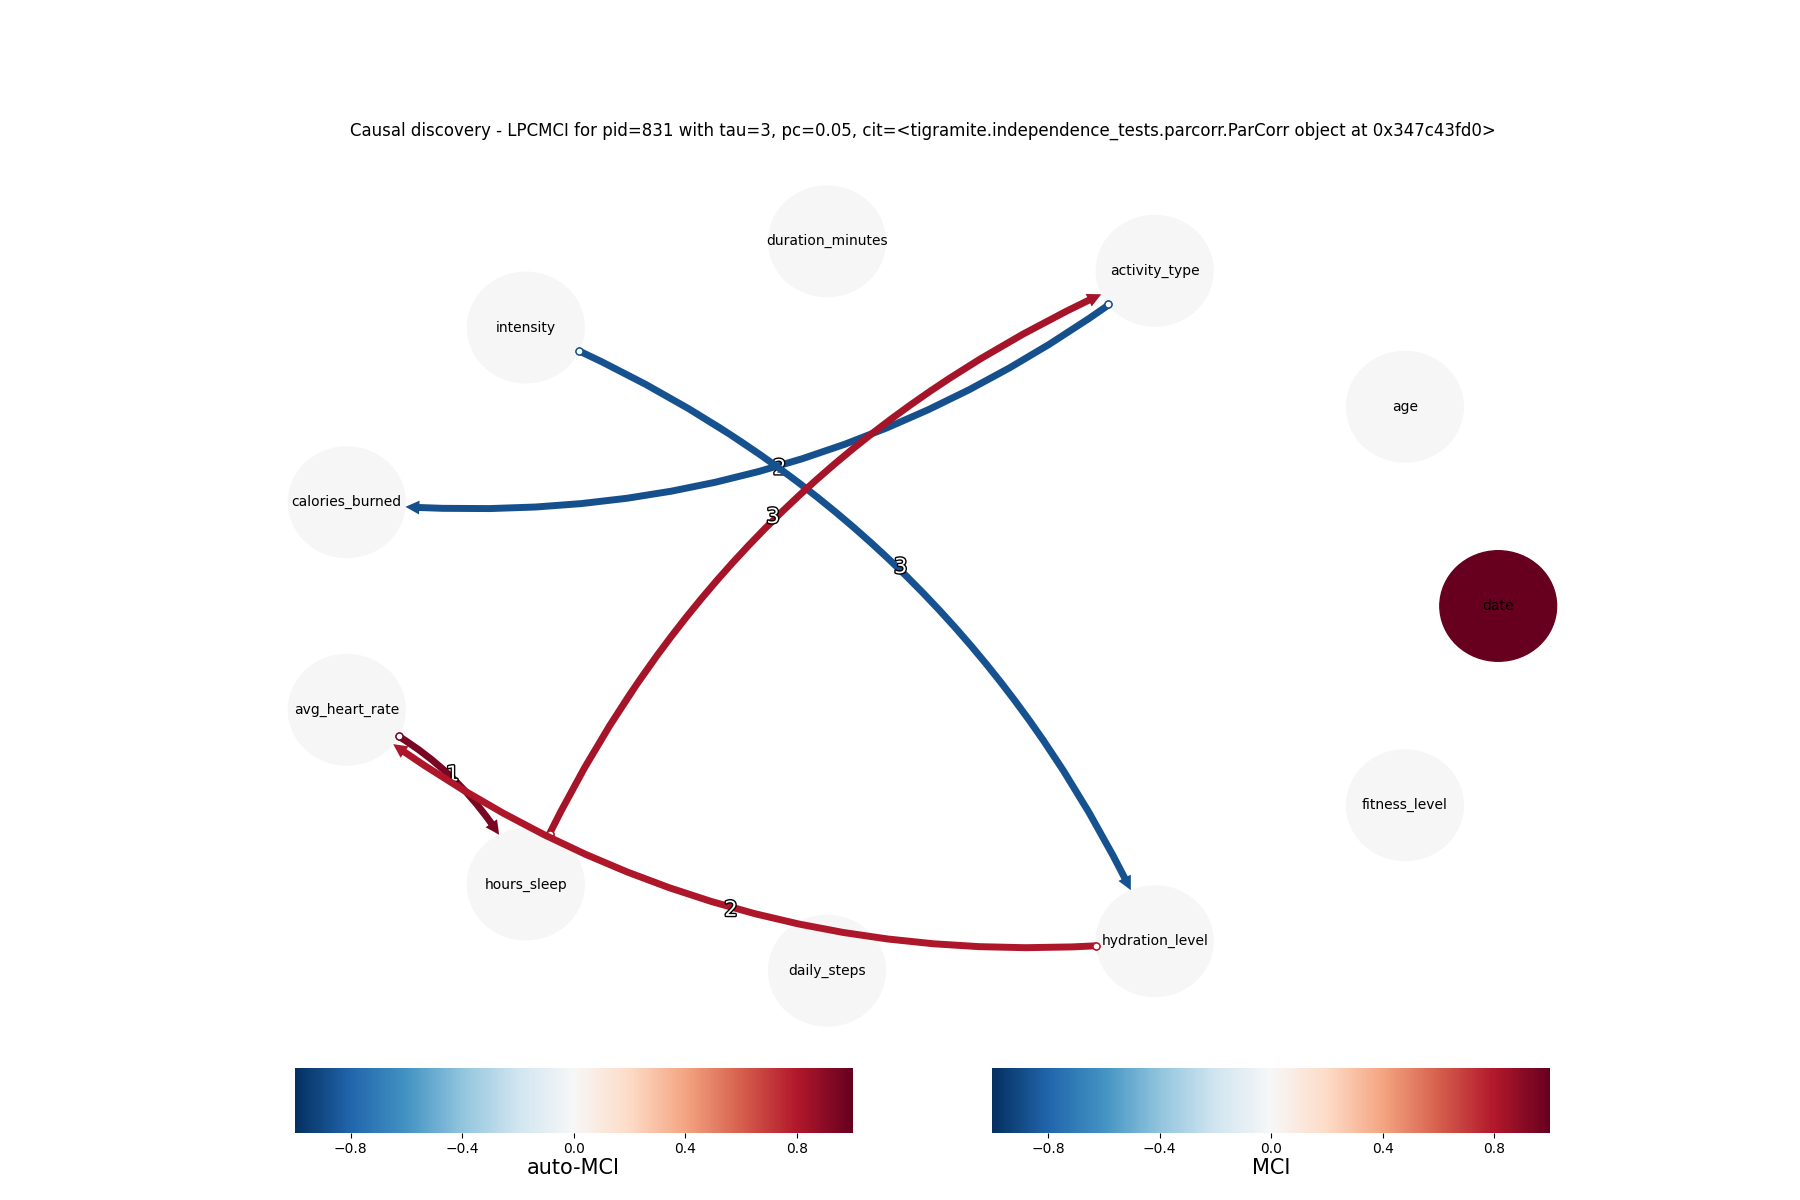 Causal discovery - LPCMCI for pid=831 with tau=3, pc=0.05, cit=<tigramite.independence_tests.parcorr.ParCorr object at 0x347c43fd0>
duration_minutes
activity_type
intensity
age
2
calories_burned
3
3
date
avg_heart_rate
1
fitness_level
hours_sleep
2
hydration_level
daily_steps
−0.8 −0.4 0.0 0.4 0.8
auto-MCI
−0.8 −0.4 0.0 0.4 0.8
MCI